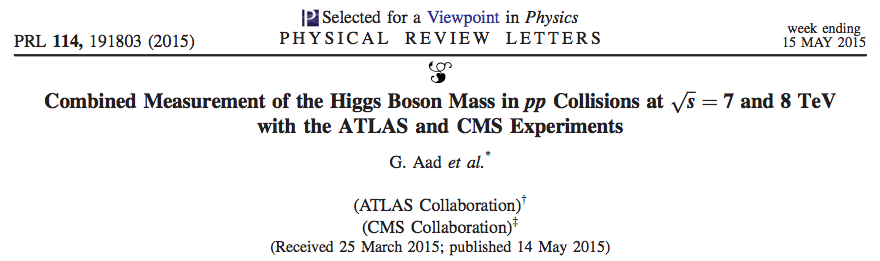 Selected for a Viewpoint in Physics
PRL 114, 191803 (2015)
PHYSICAL REVIEW LETTERS
week ending
15 MAY 2015
Combined Measurement of the Higgs Boson Mass in pp Collisions at √s = 7 and 8 TeV
with the ATLAS and CMS Experiments
G. Aad et al.*
(ATLAS Collaboration)†
(CMS Collaboration)‡
(Received 25 March 2015; published 14 May 2015)